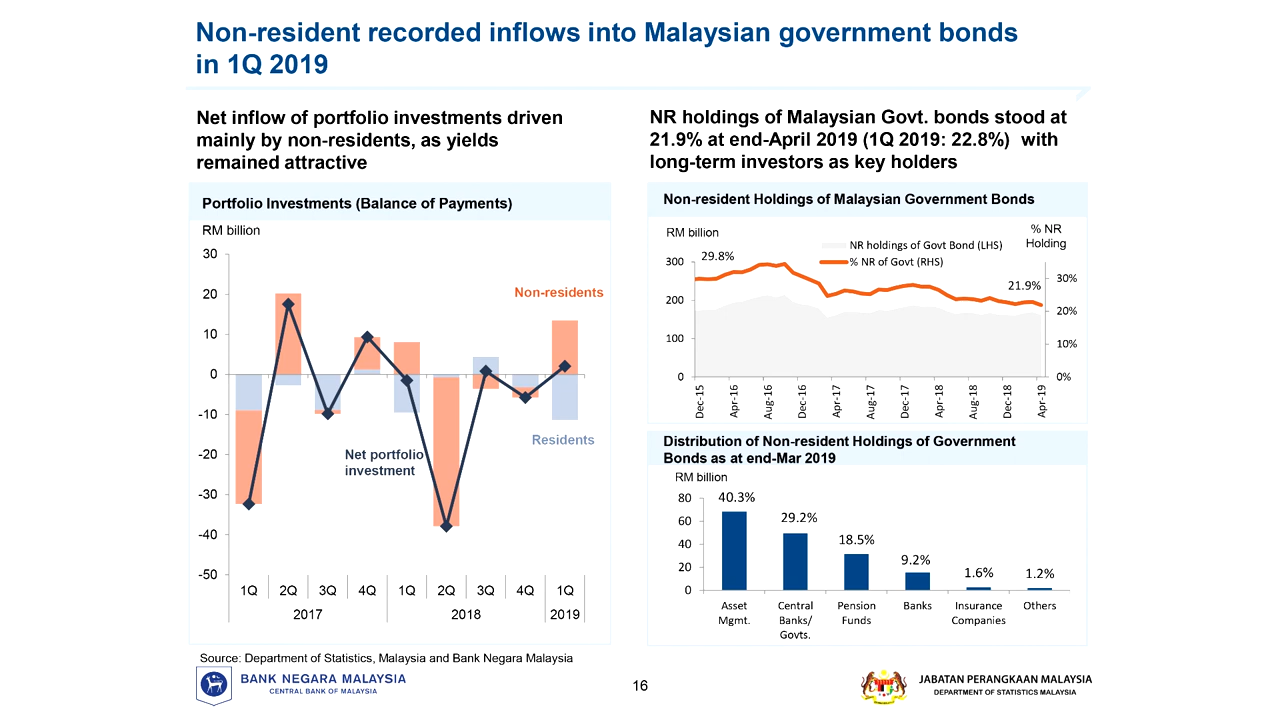 Non-resident recorded inflows into Malaysian government bonds
in 1Q 2019
Net inflow of portfolio investments driven
mainly by non-residents, as yields
remained attractive
Portfolio Investments (Balance of Payments)
RM billion
30
20
10
0
-10
-20
-30
-40
-50
Non-residents
Residents
Net portfolio
investment
1Q 2Q 3Q 4Q 1Q 2Q 3Q 4Q 1Q
2017 2018 2019
NR holdings of Malaysian Govt. bonds stood at
21.9% at end-April 2019 (1Q 2019: 22.8%) with
long-term investors as key holders
Non-resident Holdings of Malaysian Government Bonds
RM billion
% NR
Holding
NR holdings of Govt Bond (LHS)
% NR of Govt (RHS)
29.8%
21.9%
300
200
100
0
30%
20%
10%
0%
Dec-15 Apr-16 Aug-16 Dec-16 Apr-17 Aug-17 Dec-17 Apr-18 Aug-18 Dec-18 Apr-19
Distribution of Non-resident Holdings of Government
Bonds as at end-Mar 2019
RM billion
80
60
40
20
0
40.3% 29.2% 18.5% 9.2% 1.6% 1.2%
Asset Central Pension Banks Insurance Others
Mgmt. Banks/ Funds Companies
Govts.
Source: Department of Statistics, Malaysia and Bank Negara Malaysia
BANK NEGARA MALAYSIA
CENTRAL BANK OF MALAYSIA
16
JABATAN PERANGKAAN MALAYSIA
DEPARTMENT OF STATISTICS MALAYSIA